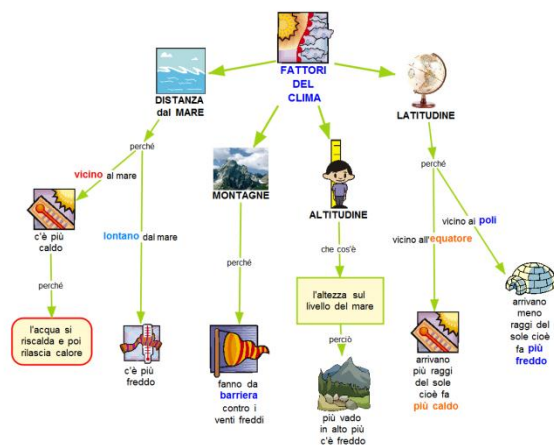 FATTORI
DEL
CLIMA
DISTANZA
dal MARE
perché
vicino al mare
c'è più
caldo
perché
l'acqua si
riscalda e poi
rilascia calore
lontano dal mare
c'è più
freddo
MONTAGNE
perché
fanno da
barriera
contro i
venti freddi
ALTITUDINE
che cos'è
l'altezza sul
livello del mare
perciò
più vado
in alto più
c'è freddo
LATITUDINE
perché
vicino all'equatore
arrivano
più raggi
del sole
cioè fa
più caldo
vicino ai poli
arrivano
meno
raggi del
sole cioè
fa più
freddo